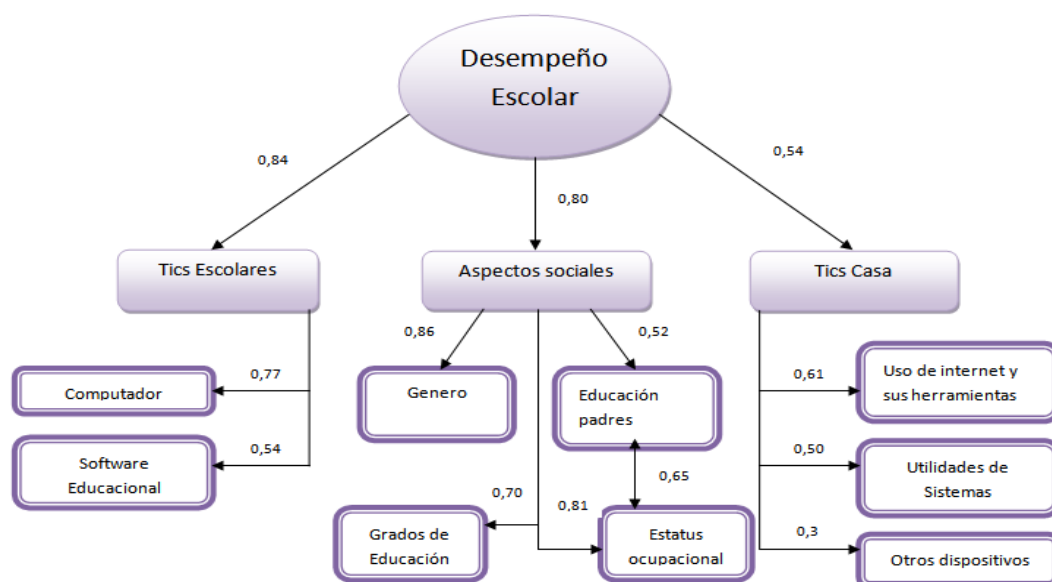 Desempeño
Escolar
0,84
0,80
0,54
Tics Escolares
Aspectos sociales
Tics Casa
0,86
0,52
0,77
0,61
Computador
Genero
Educación
padres
Uso de internet y
sus herramientas
0,54
0,50
Software
Educacional
0,65
Utilidades de
Sistemas
0,70
0,81
0,3
Grados de
Educación
Estatus
ocupacional
Otros dispositivos